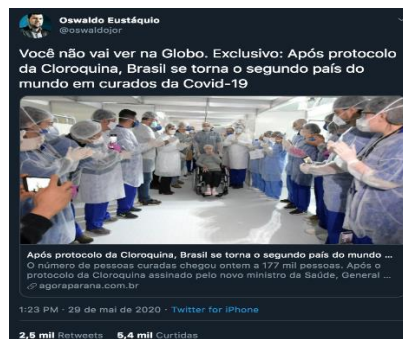 Oswaldo Eustáquio
@oswaldojor
Você não vai ver na Globo. Exclusivo: Após protocolo
da Cloroquina, Brasil se torna o segundo país do
mundo em curados da Covid-19
Após protocolo da Cloroquina, Brasil se torna o segundo país do mundo ...
O número de pessoas curadas chegou ontem a 177 mil pessoas. Após o
protocolo da Cloroquina assinado pelo novo ministro da Saúde, General ...
agoraparana.com.br
1:23 PM · 29 de mai de 2020 · Twitter for iPhone
2,5 mil Retweets 5,4 mil Curtidas